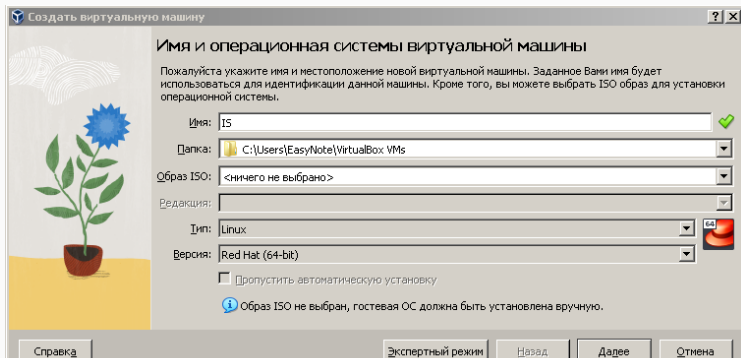 Создать виртуальную машину
Имя и операционная системы виртуальной машины
Пожалуйста укажите имя и местоположение новой виртуальной машины. Заданное Вами имя будет
использоваться для идентификации данной машины. Кроме того, вы можете выбрать ISO образ для установки
операционной системы.
Имя: IS
Папка: C:\Users\EasyNote\VirtualBox VMs
Образ ISO: <ничего не выбрано>
Редакция:
Тип: Linux
64
Версия: Red Hat (64-bit)
Пропустить автоматическую установку
Образ ISO не выбран, гостевая ОС должна быть установлена вручную.
Справка Экспертный режим Назад Далее Отмена